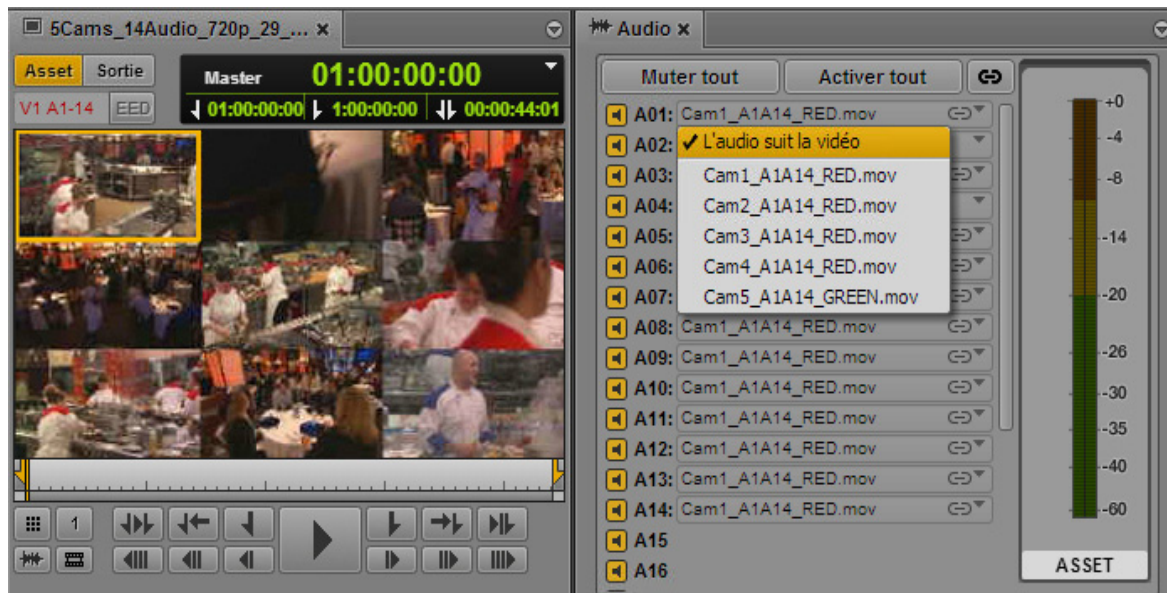 5Cams_14Audio_720p_29_... x
Asset Sortie
Master 01:00:00:00
V1 A1-14 EED
01:00:00:00 1:00:00:00 00:00:44:01
1
Audio x
Muter tout Activer tout
A01: Cam1_A1A14_RED.mov
A02:
✔ L'audio suit la vidéo
A03: Cam1_A1A14_RED.mov
A04: Cam2_A1A14_RED.mov
A05: Cam3_A1A14_RED.mov
A06: Cam4_A1A14_RED.mov
A07: Cam5_A1A14_GREEN.mov
A08: Cam1_A1A14_RED.mov
A09: Cam1_A1A14_RED.mov
A10: Cam1_A1A14_RED.mov
A11: Cam1_A1A14_RED.mov
A12: Cam1_A1A14_RED.mov
A13: Cam1_A1A14_RED.mov
A14: Cam1_A1A14_RED.mov
A15
A16
+0
-4
-8
-14
-20
-26
-30
-35
-40
-60
ASSET